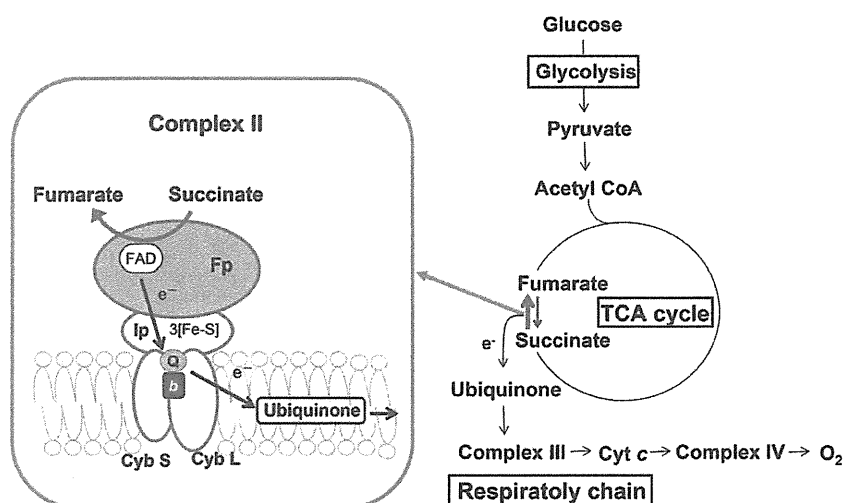 Complex II
Fumarate Succinate
FAD
Fp
e⁻
Ip 3[Fe-S]
Q
e⁻
b
Ubiquinone
Cyb S Cyb L
Glucose
Glycolysis
Pyruvate
Acetyl CoA
Fumarate
TCA cycle
Succinate
e-
Ubiquinone
Complex III → Cyt c → Complex IV → O₂
Respiratoly chain